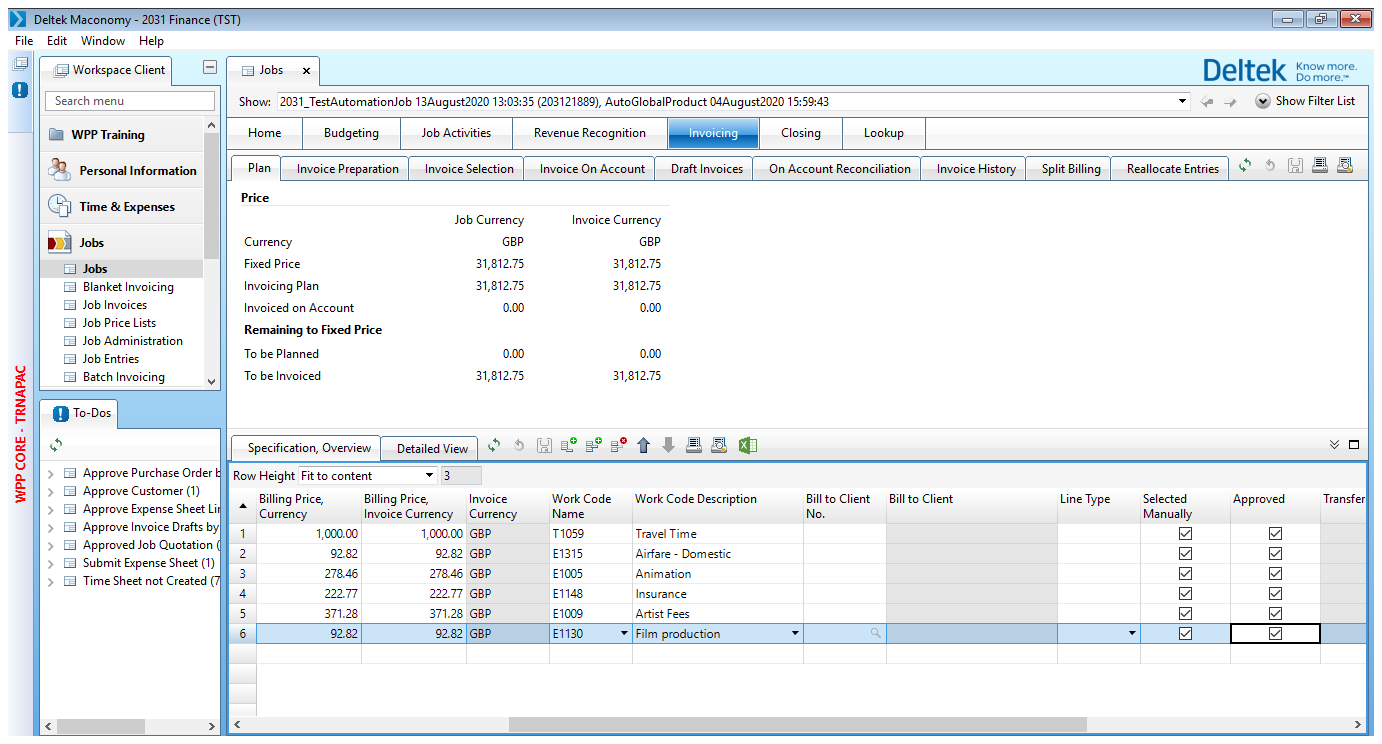 Deltek Maconomy - 2031 Finance (TST)
File Edit Window Help
Workspace Client
Search menu
WPP Training
Personal Information
Time & Expenses
Jobs
Jobs
Blanket Invoicing
Job Invoices
Job Price Lists
Job Administration
Job Entries
Batch Invoicing
WPP CORE - TRNAPAC
To-Dos
Approve Purchase Order b
Approve Customer (1)
Approve Expense Sheet Lin
Approve Invoice Drafts by
Approved Job Quotation (
Submit Expense Sheet (1)
Time Sheet not Created (7
Jobs
Deltek Know more.
Do more.™
Show: 2031_TestAutomationJob 13August2020 13:03:35 (203121889), AutoGlobalProduct 04August2020 15:59:43 Show Filter List
Home Budgeting Job Activities Revenue Recognition Invoicing Closing Lookup
Plan Invoice Preparation Invoice Selection Invoice On Account Draft Invoices On Account Reconciliation Invoice History Split Billing Reallocate Entries
Price
Job Currency Invoice Currency
Currency GBP GBP
Fixed Price 31,812.75 31,812.75
Invoicing Plan 31,812.75 31,812.75
Invoiced on Account 0.00 0.00
Remaining to Fixed Price
To be Planned 0.00 0.00
To be Invoiced 31,812.75 31,812.75
Specification, Overview Detailed View
Row Height Fit to content 3
Billing Price, Billing Price, Invoice Work Code Work Code Description Bill to Client Bill to Client Line Type Selected Approved Transfer
Currency Invoice Currency Currency Name No. Manually
1 1,000.00 1,000.00 GBP T1059 Travel Time
2 92.82 92.82 GBP E1315 Airfare - Domestic
3 278.46 278.46 GBP E1005 Animation
4 222.77 222.77 GBP E1148 Insurance
5 371.28 371.28 GBP E1009 Artist Fees
6 92.82 92.82 GBP E1130 Film production